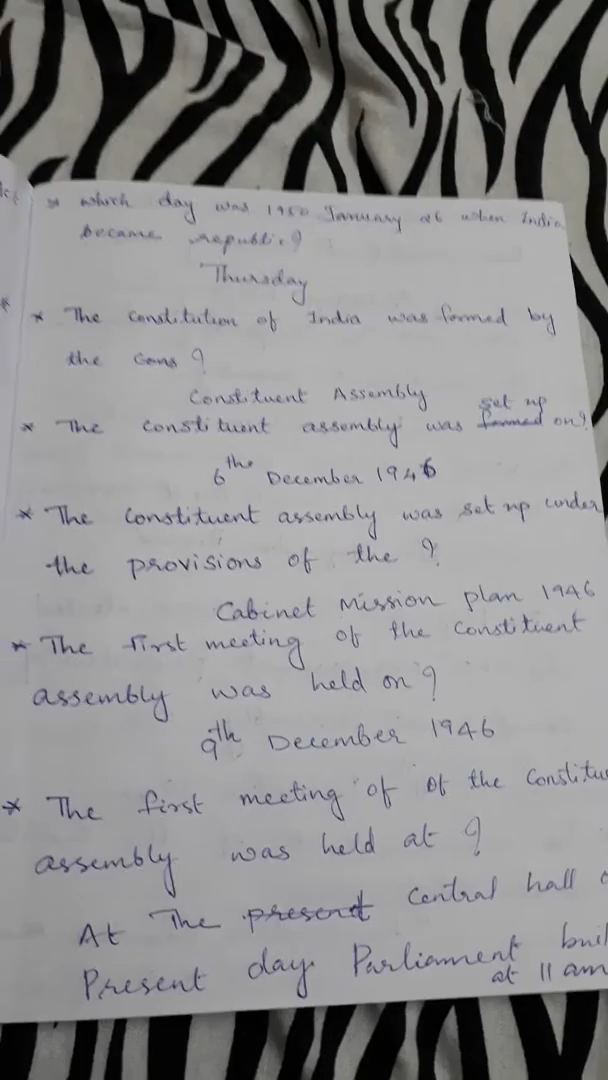 * which day was 1950 January 26 when India
became republic?
Thursday
* The constitution of India was formed by
the Cons ?
Constituent Assembly
* The constituent assembly was formed set up on?
6 the December 1946
* The Constituent assembly was set up under
the provisions of the ?
Cabinet Mission plan 1946
* The first meeting of the Constituent
assembly was held on ?
9th December 1946
* The first meeting of of the Constitue
assembly was held at ?
At The present Central hall o
Present day Parliament buil
at 11 am